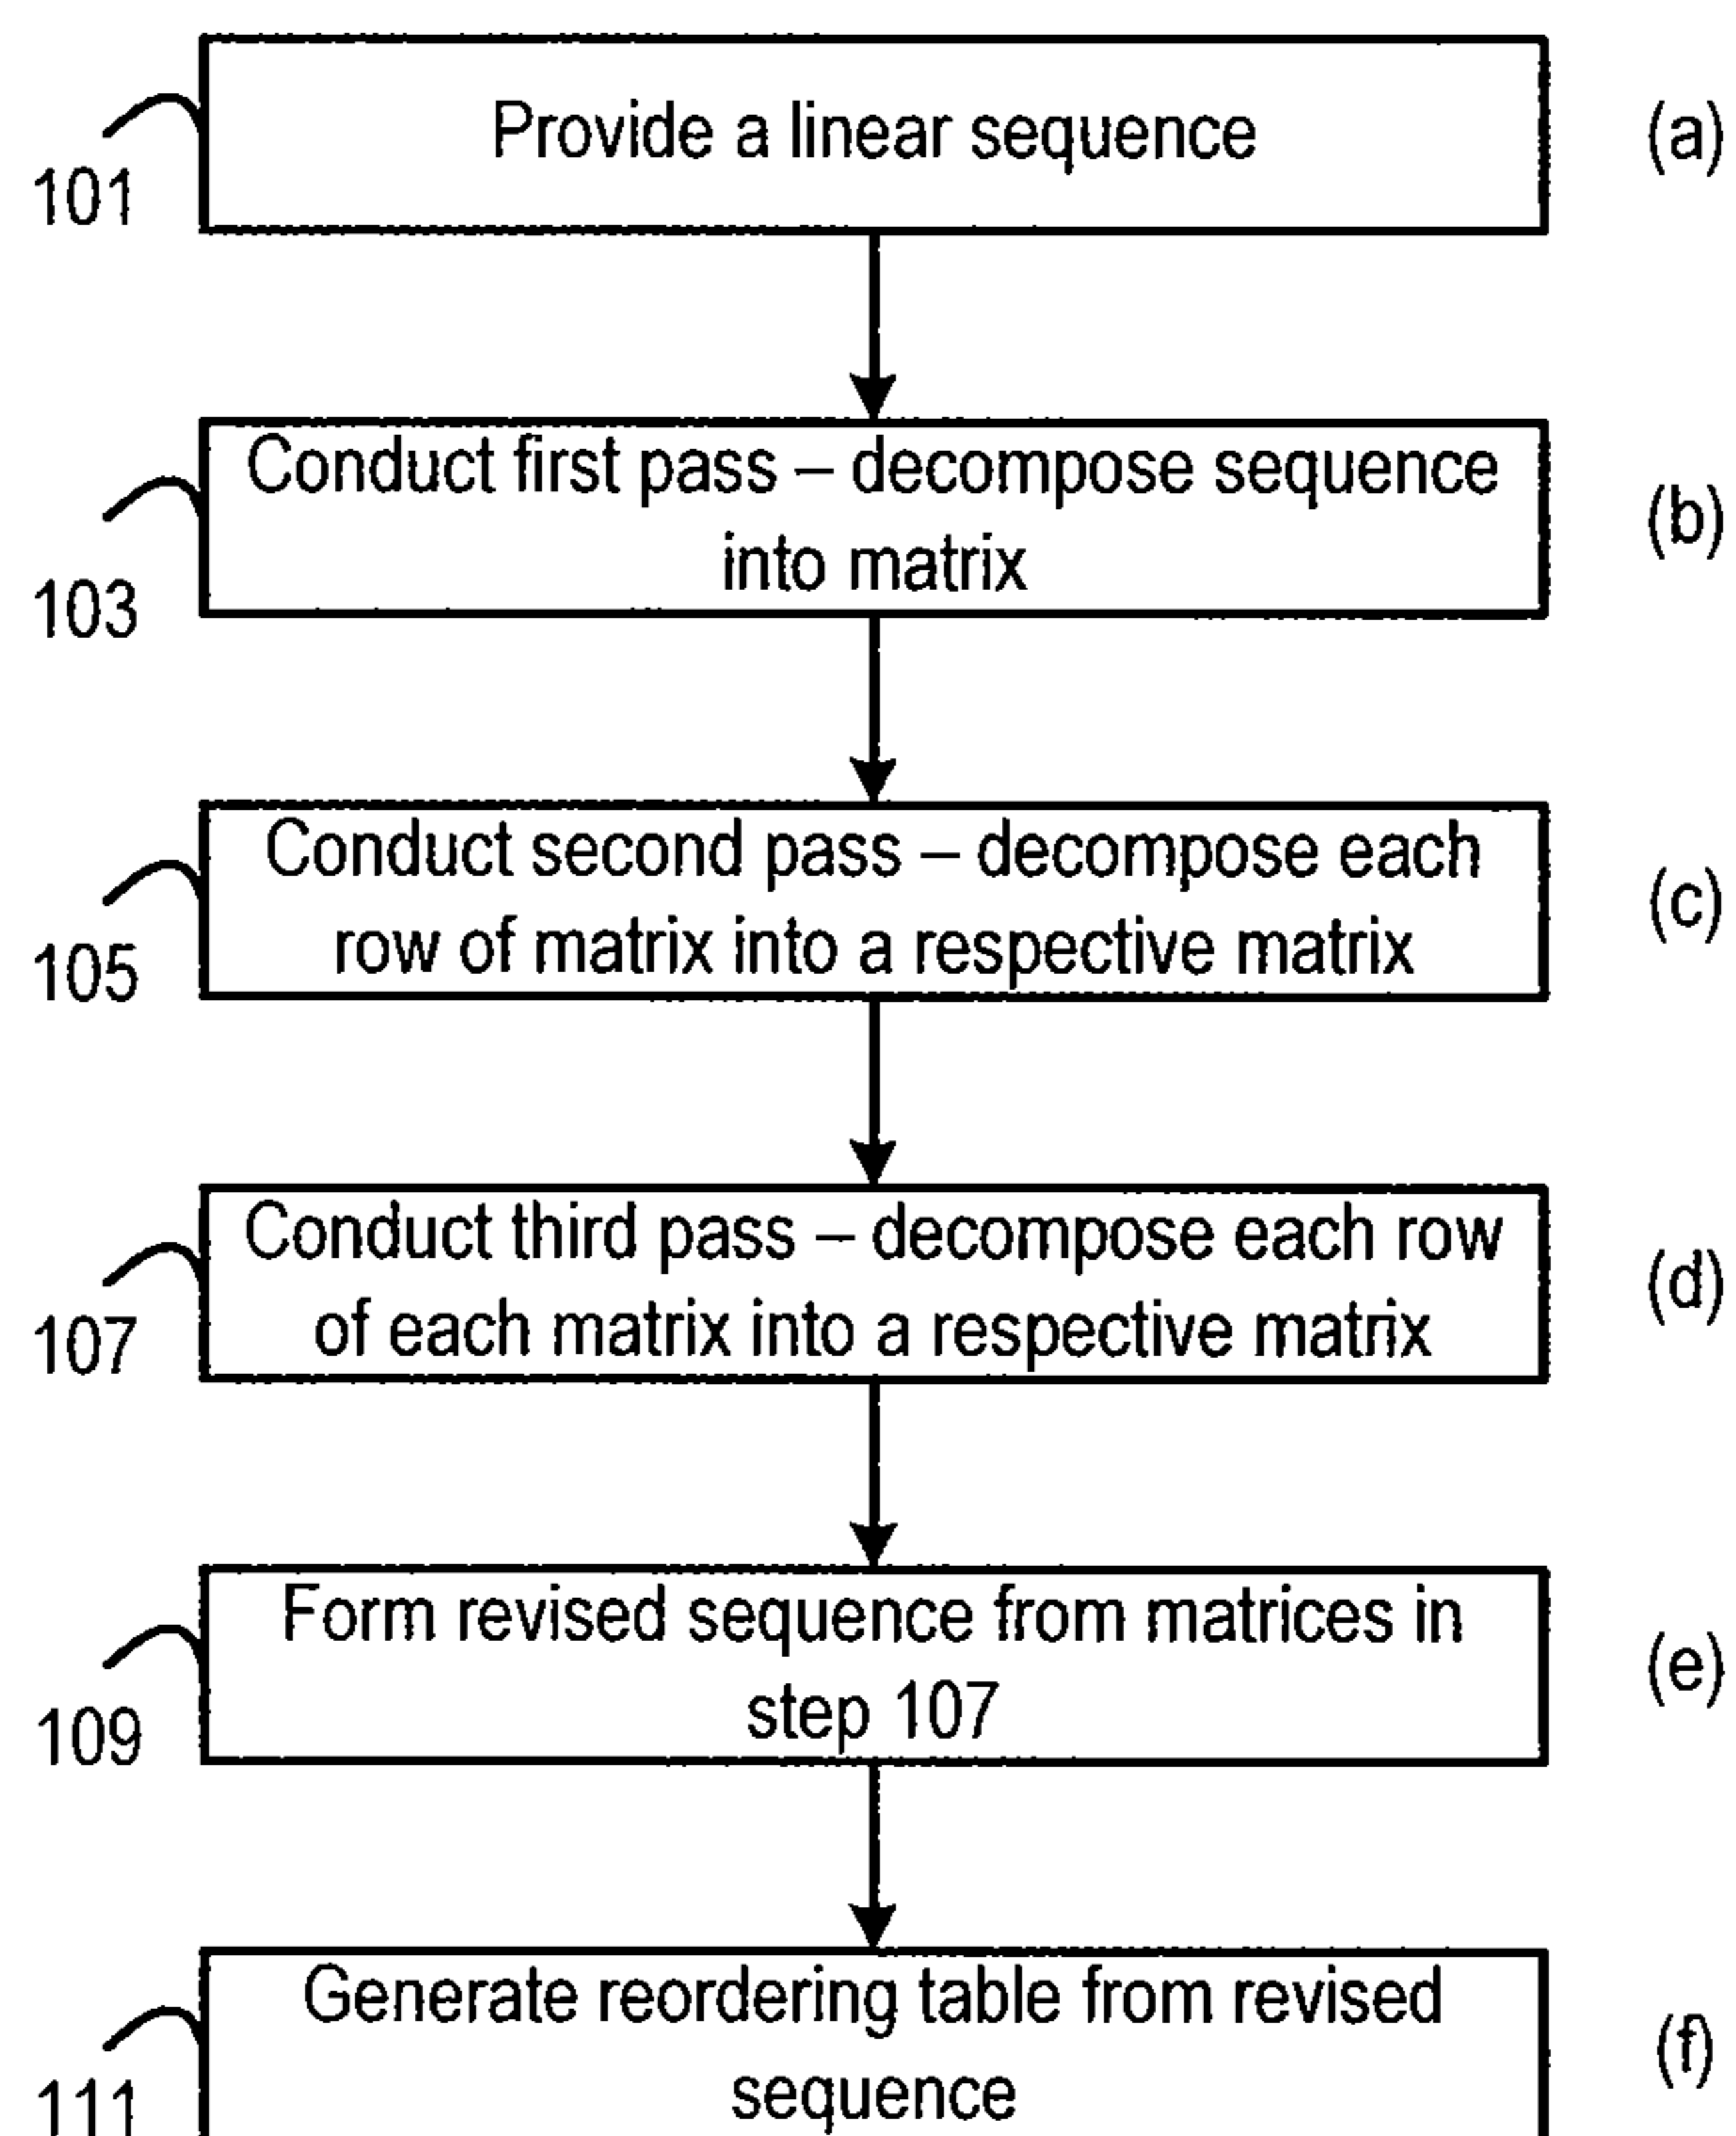 Provide a linear sequence
(a)
101
Conduct first pass – decompose sequence
into matrix
(b)
103
Conduct second pass – decompose each
row of matrix into a respective matrix
(c)
105
Conduct third pass – decompose each row
of each matrix into a respective matrix
(d)
107
Form revised sequence from matrices in
step 107
(e)
109
Generate reordering table from revised
sequence
(f)
111